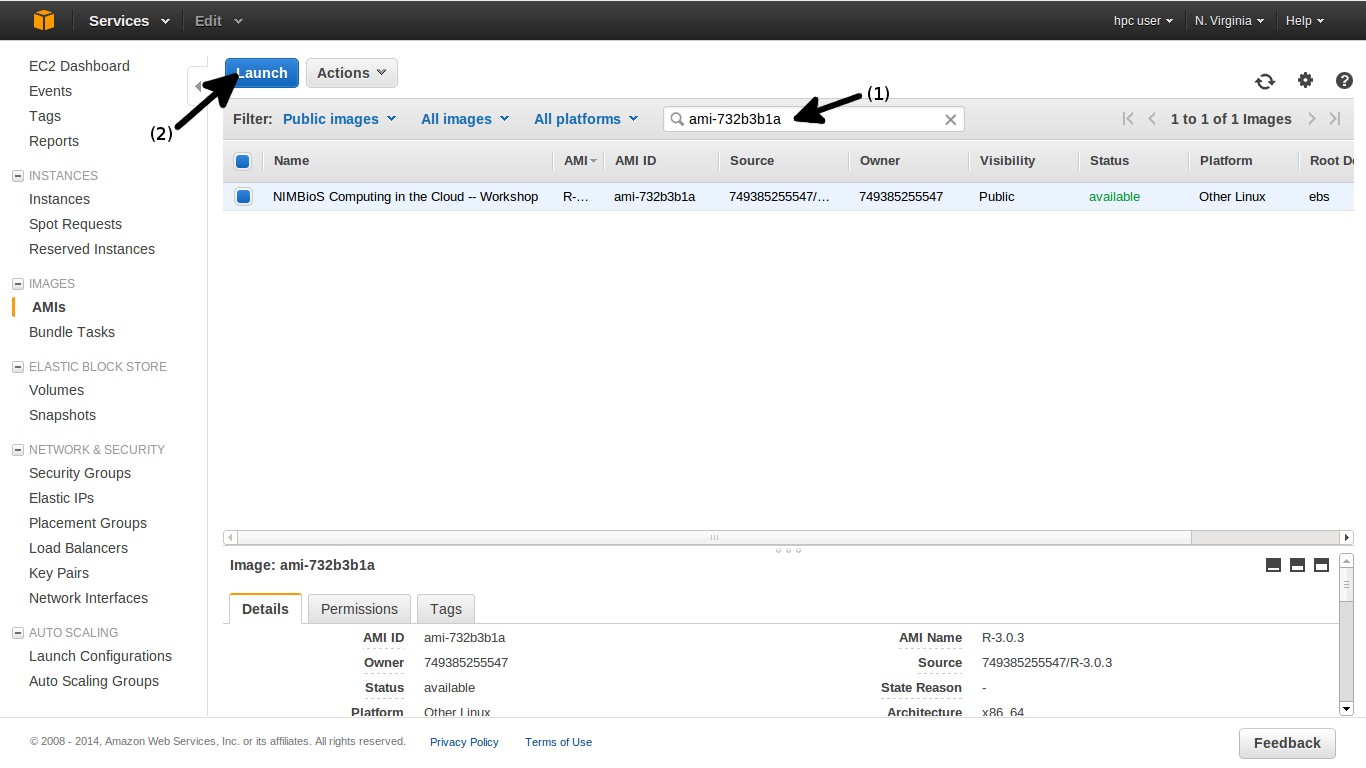 Services Edit hpc user N. Virginia Help
EC2 Dashboard
Events
Tags
Reports
INSTANCES
Instances
Spot Requests
Reserved Instances
IMAGES
AMIs
Bundle Tasks
ELASTIC BLOCK STORE
Volumes
Snapshots
NETWORK & SECURITY
Security Groups
Elastic IPs
Placement Groups
Load Balancers
Key Pairs
Network Interfaces
AUTO SCALING
Launch Configurations
Auto Scaling Groups
Launch Actions
(1)
(2)
Filter: Public images All images All platforms ami-732b3b1a 1 to 1 of 1 Images
Name AMI AMI ID Source Owner Visibility Status Platform Root De
NIMBioS Computing in the Cloud -- Workshop R-... ami-732b3b1a 749385255547/... 749385255547 Public available Other Linux ebs
Image: ami-732b3b1a
Details Permissions Tags
AMI ID ami-732b3b1a AMI Name R-3.0.3
Owner 749385255547 Source 749385255547/R-3.0.3
Status available State Reason -
Platform Other Linux Architecture x86_64
© 2008 - 2014, Amazon Web Services, Inc. or its affiliates. All rights reserved. Privacy Policy Terms of Use Feedback